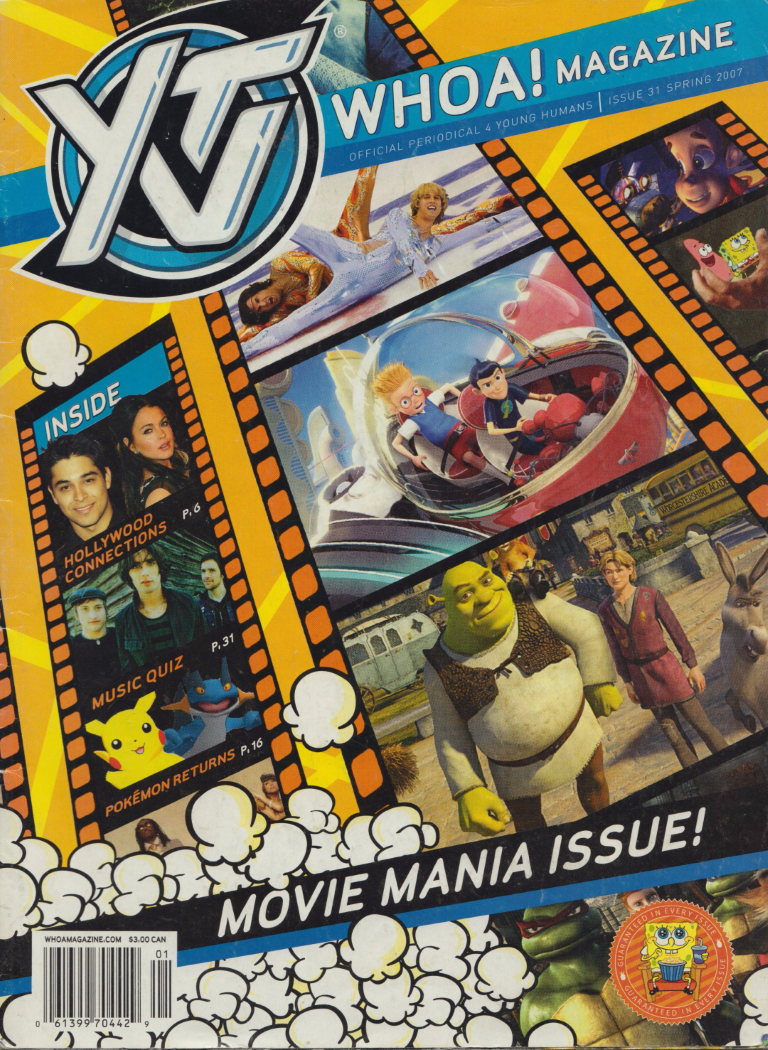 YTV
®
WHOA! MAGAZINE
OFFICIAL PERIODICAL 4 YOUNG HUMANS | ISSUE 31 SPRING 2007
INSIDE
HOLLYWOOD
CONNECTIONS
P.6
P.31
MUSIC QUIZ
POKÉMON RETURNS P.16
MOVIE MANIA ISSUE!
WHOAMAGAZINE.COM $3.00 CAN
01
0 61399 70442 9
GUARANTEED IN EVERY ISSUE
GUARANTEED IN EVERY ISSUE